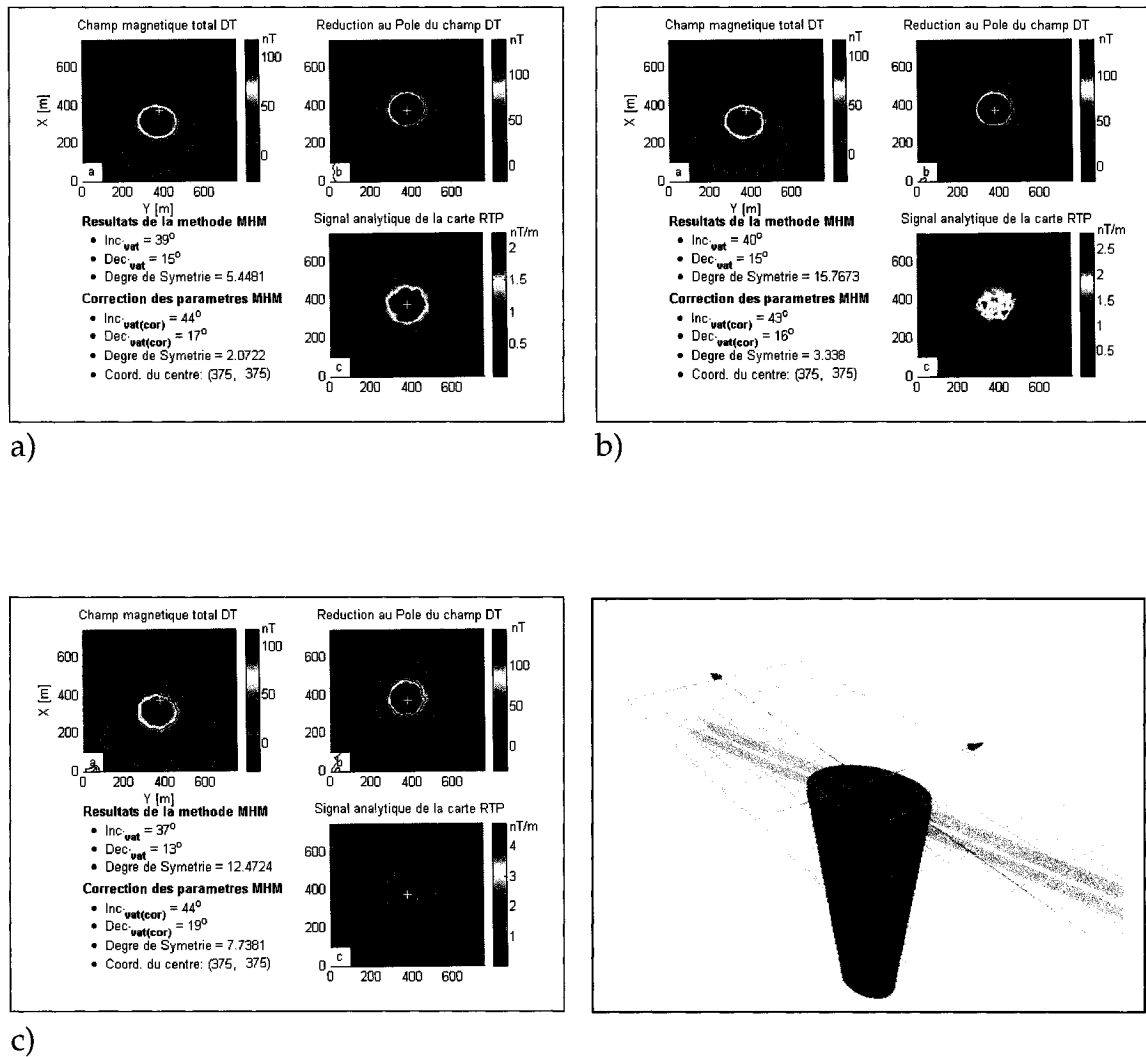 Champ magnetique total DT
nT
100
50
0
X [m]
600
400
200
0
a
0 200 400 600
Y [m]
Reduction au Pole du champ DT
nT
100
50
0
b
Resultats de la methode MHM
• Inc.vat = 39°
• Dec.vat = 15°
• Degre de Symetrie = 5.4481
Correction des parametres MHM
• Inc.vat(cor) = 44°
• Dec.vat(cor) = 17°
• Degre de Symetrie = 2.0722
• Coord. du centre: (375, 375)
Signal analytique de la carte RTP
nT/m
2
1.5
1
0.5
600
400
200
0
c
0 200 400 600
a)
Champ magnetique total DT
nT
100
50
0
X [m]
600
400
200
0
a
0 200 400 600
Y [m]
Reduction au Pole du champ DT
nT
100
50
0
b
Resultats de la methode MHM
• Inc.vat = 40°
• Dec.vat = 15°
• Degre de Symetrie = 15.7673
Correction des parametres MHM
• Inc.vat(cor) = 43°
• Dec.vat(cor) = 16°
• Degre de Symetrie = 3.338
• Coord. du centre: (375, 375)
Signal analytique de la carte RTP
nT/m
2.5
2
1.5
1
0.5
600
400
200
0
c
0 200 400 600
b)
Champ magnetique total DT
nT
100
50
0
X [m]
600
400
200
0
a
0 200 400 600
Y [m]
Reduction au Pole du champ DT
nT
100
50
0
b
Resultats de la methode MHM
• Inc.vat = 37°
• Dec.vat = 13°
• Degre de Symetrie = 12.4724
Correction des parametres MHM
• Inc.vat(cor) = 44°
• Dec.vat(cor) = 19°
• Degre de Symetrie = 7.7381
• Coord. du centre: (375, 375)
Signal analytique de la carte RTP
nT/m
4
3
2
1
600
400
200
0
c
0 200 400 600
c)